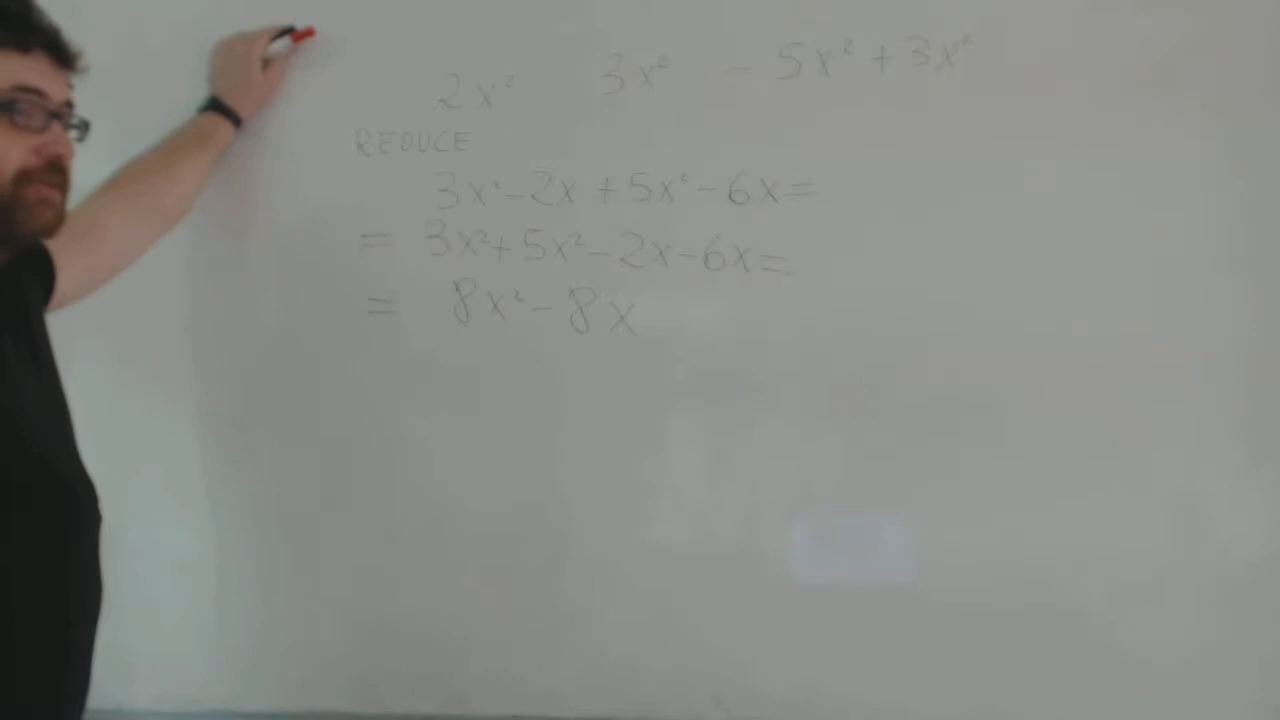 2x² 3x² - 5x² + 3x²
REDUCE
3x² - 2x + 5x² - 6x =
= 3x² + 5x² - 2x - 6x =
= 8x² - 8x